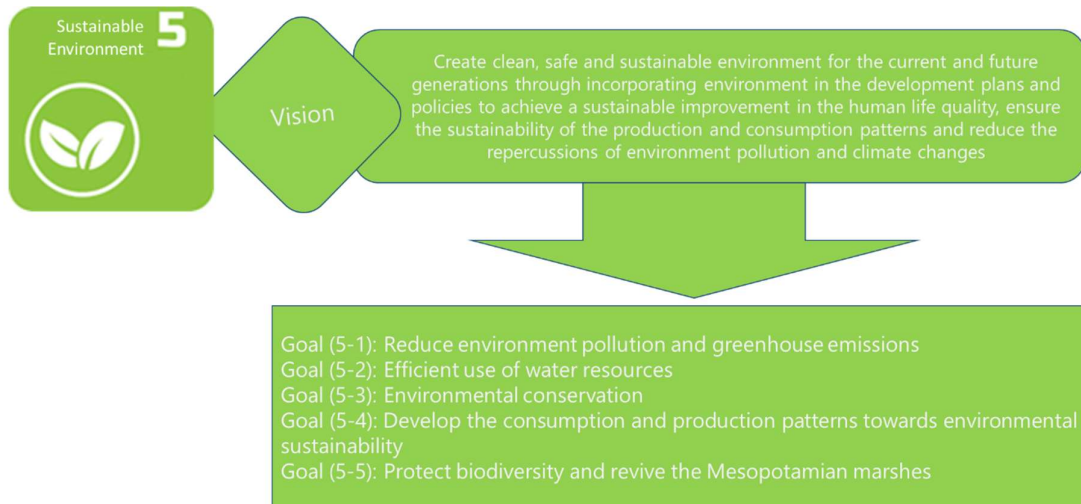 Sustainable 5
Environment
Vision
Create clean, safe and sustainable environment for the current and future
generations through incorporating environment in the development plans and
policies to achieve a sustainable improvement in the human life quality, ensure
the sustainability of the production and consumption patterns and reduce the
repercussions of environment pollution and climate changes
Goal (5-1): Reduce environment pollution and greenhouse emissions
Goal (5-2): Efficient use of water resources
Goal (5-3): Environmental conservation
Goal (5-4): Develop the consumption and production patterns towards environmental
sustainability
Goal (5-5): Protect biodiversity and revive the Mesopotamian marshes